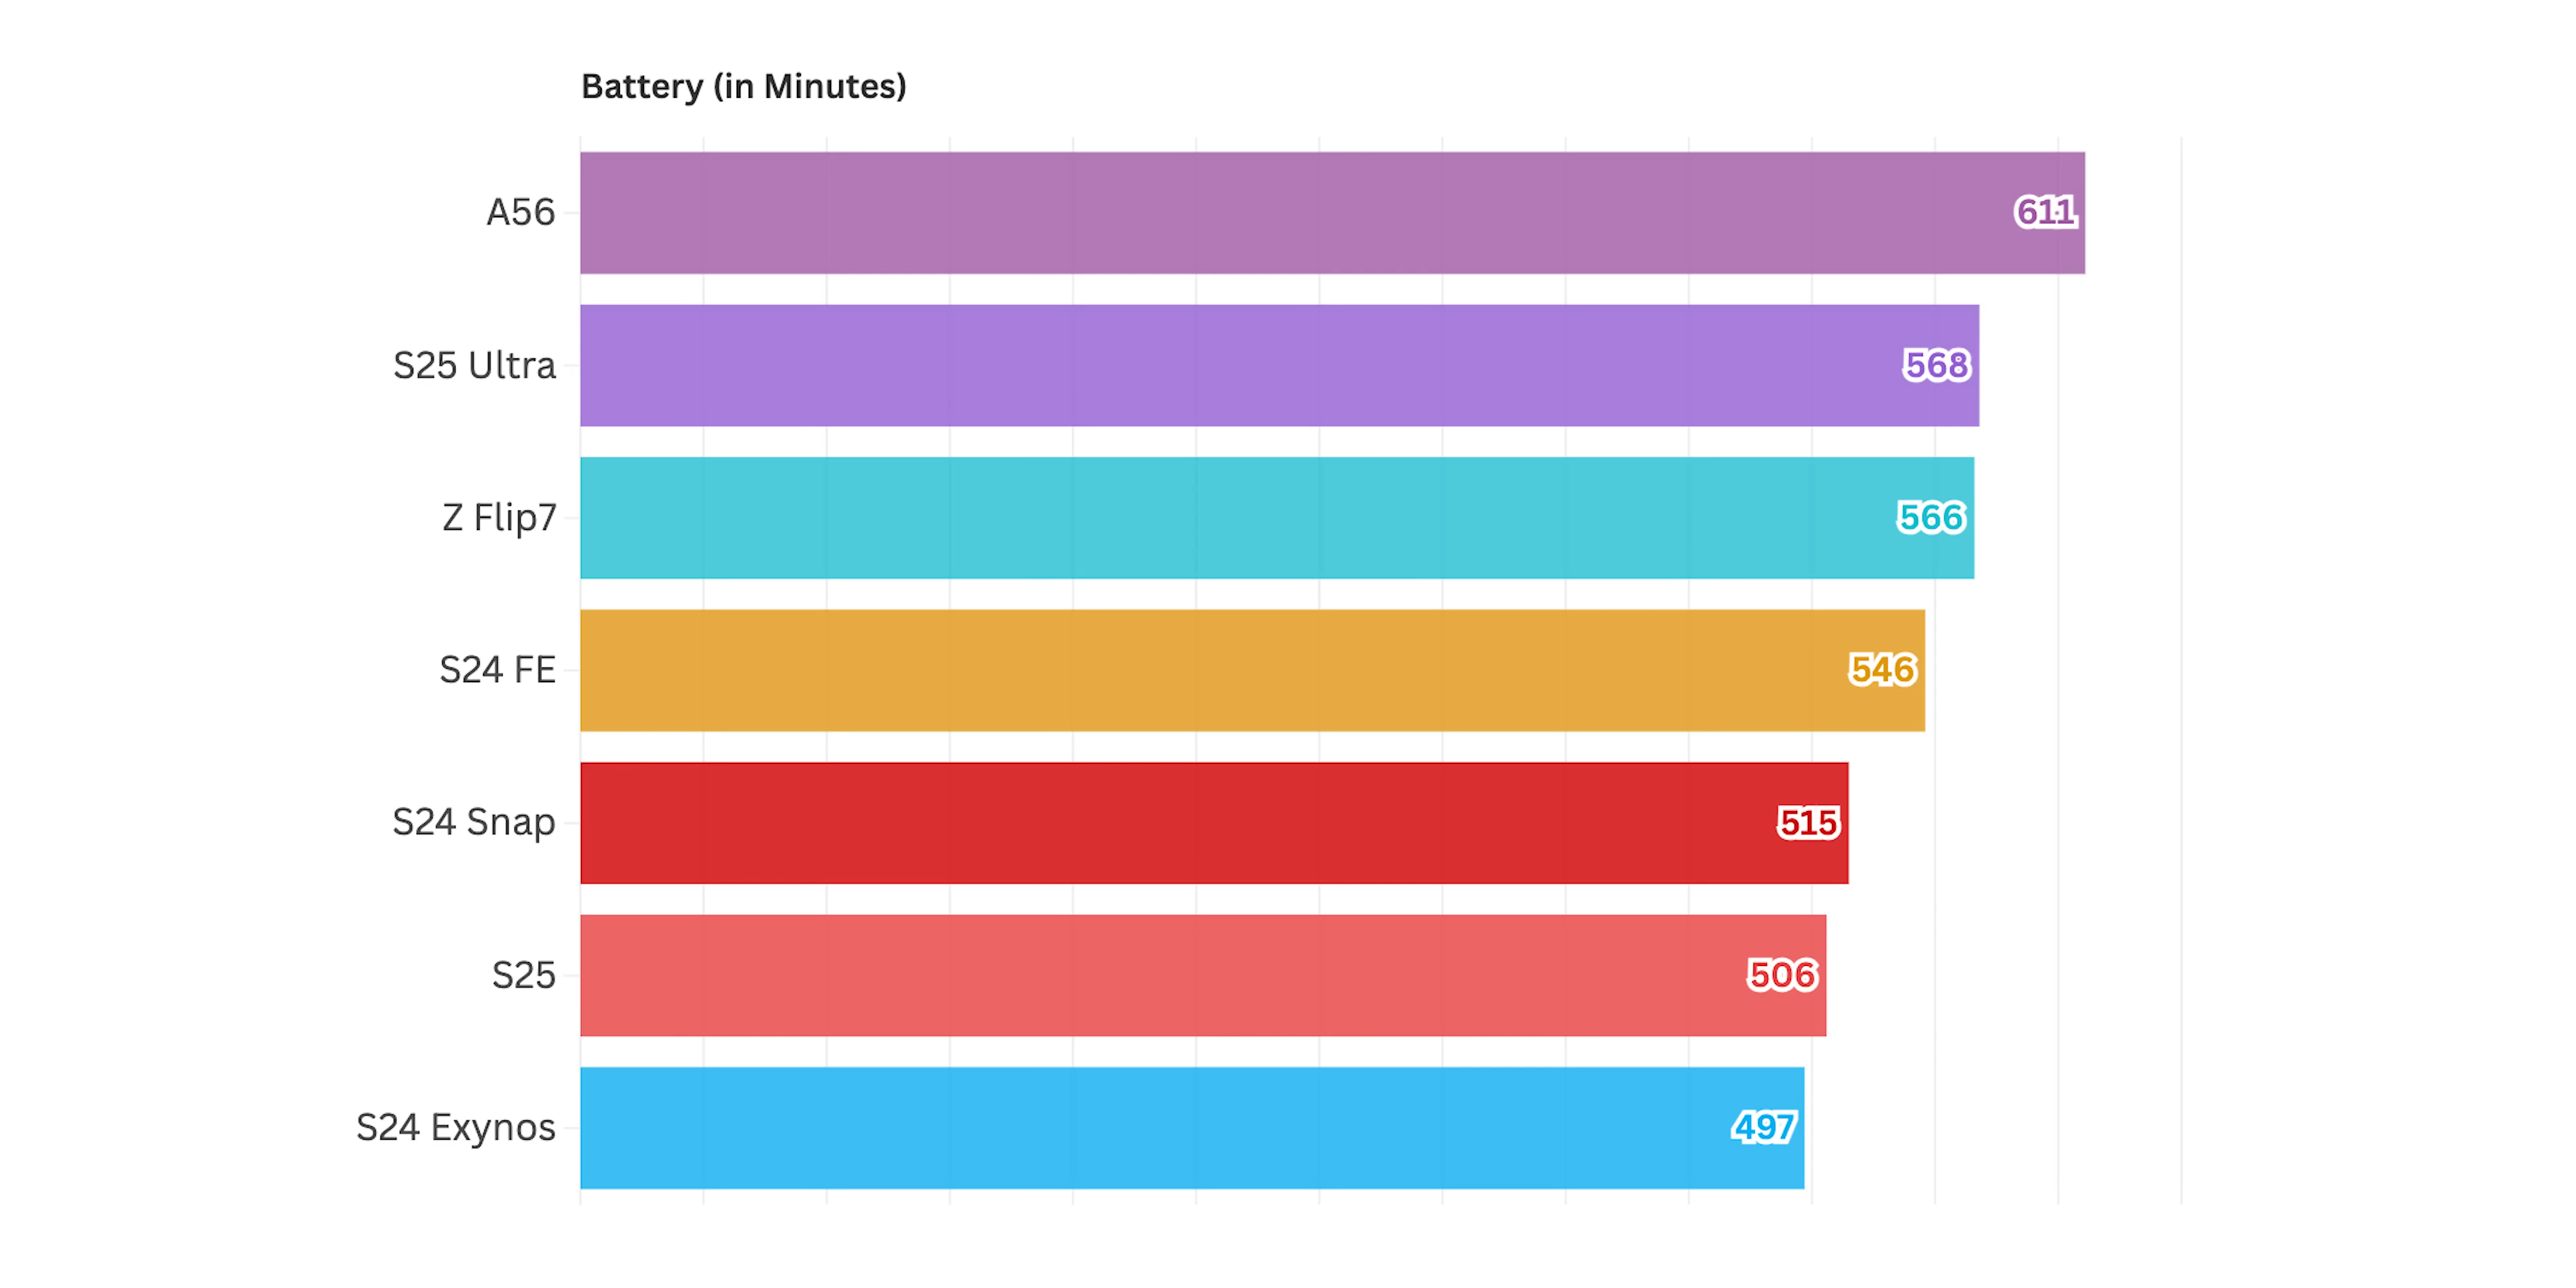 Battery (in Minutes)
A56 611
S25 Ultra 568
Z Flip7 566
S24 FE 546
S24 Snap 515
S25 506
S24 Exynos 497